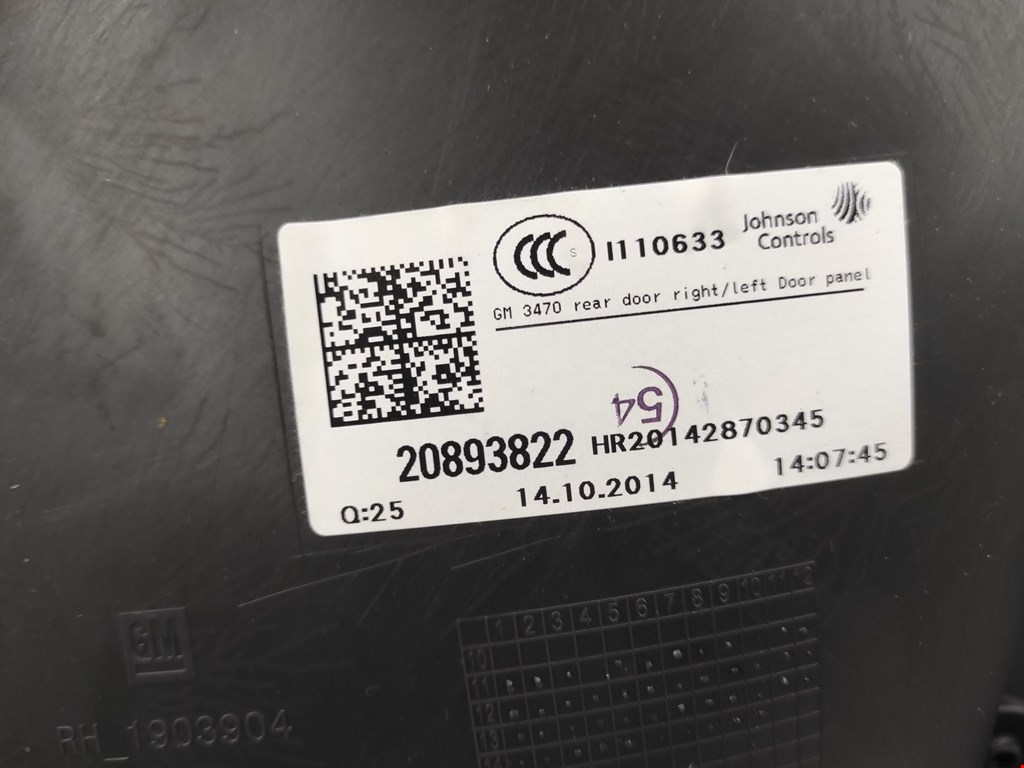 CCC S
I110633
Johnson
Controls
GM 3470 rear door right/left Door panel
54
20893822 HR20142870345
Q:25 14.10.2014 14:07:45
GM
RH_1903904
1 2 3 4 5 6 7 8 9 10 11 12
10
11
12
13
14